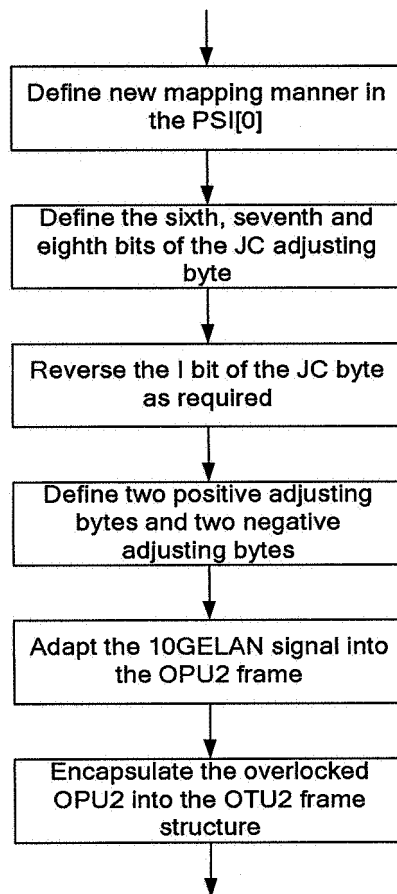 Define new mapping manner in
the PSI[0]
Define the sixth, seventh and
eighth bits of the JC adjusting
byte
Reverse the I bit of the JC byte
as required
Define two positive adjusting
bytes and two negative
adjusting bytes
Adapt the 10GELAN signal into
the OPU2 frame
Encapsulate the overlocked
OPU2 into the OTU2 frame
structure